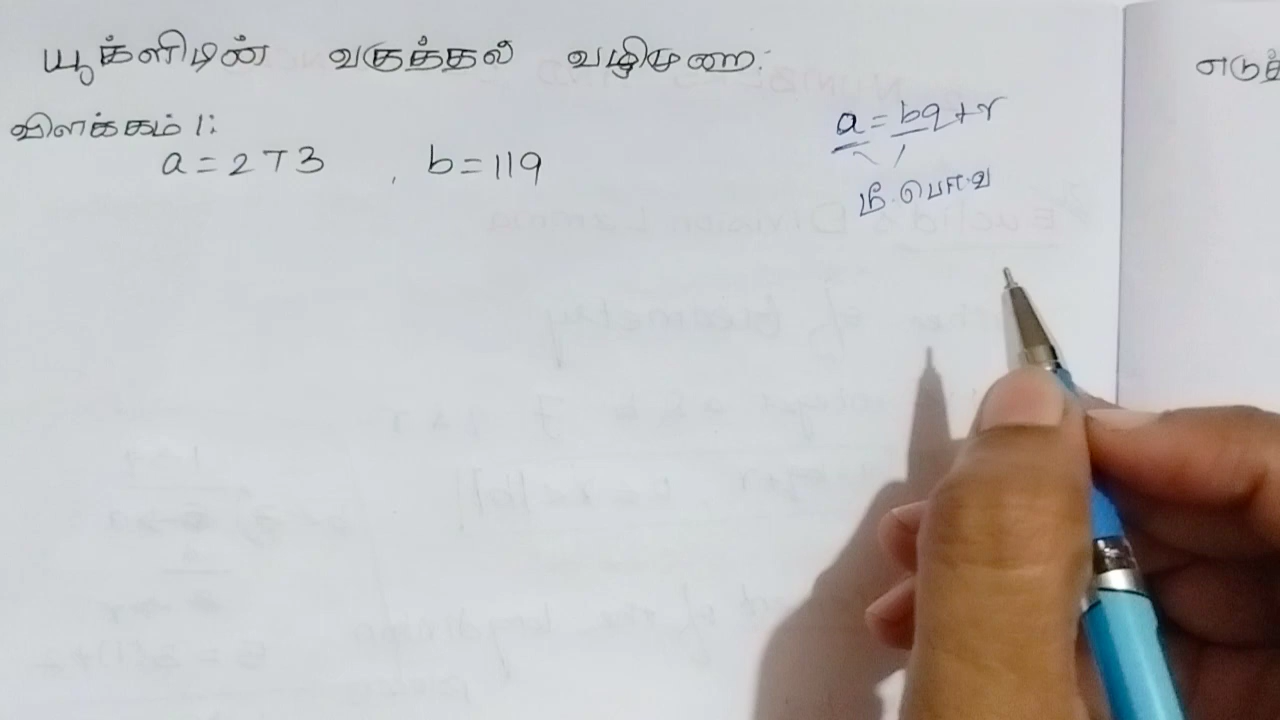 யூக்ளிடின் வகுத்தல் வழிமுறை:
விளக்கம் 1:
a = 273 , b = 119
a = bq + r
மீ. பொ. வ